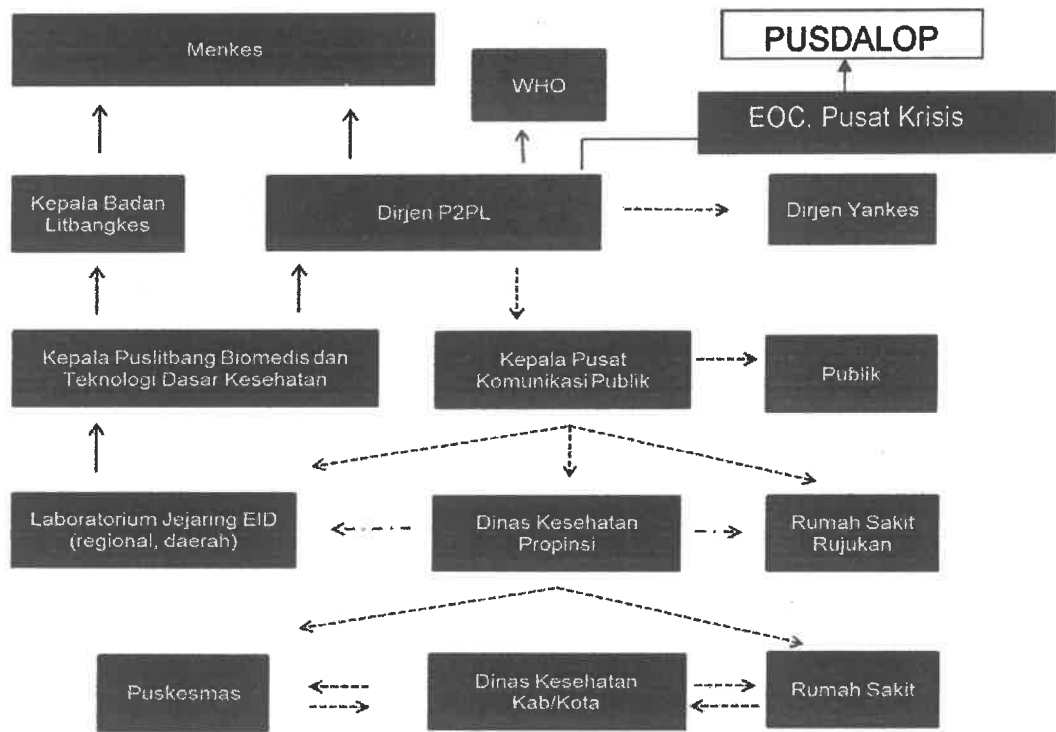 Menkes
PUSDALOP
WHO
EOC. Pusat Krisis
Kepala Badan
Litbangkes
Dirjen P2PL
Dirjen Yankes
Kepala Puslitbang Biomedis dan
Teknologi Dasar Kesehatan
Kepala Pusat
Komunikasi Publik
Publik
Laboratorium Jejaring EID
(regional, daerah)
Dinas Kesehatan
Propinsi
Rumah Sakit
Rujukan
Puskesmas
Dinas Kesehatan
Kab/Kota
Rumah Sakit